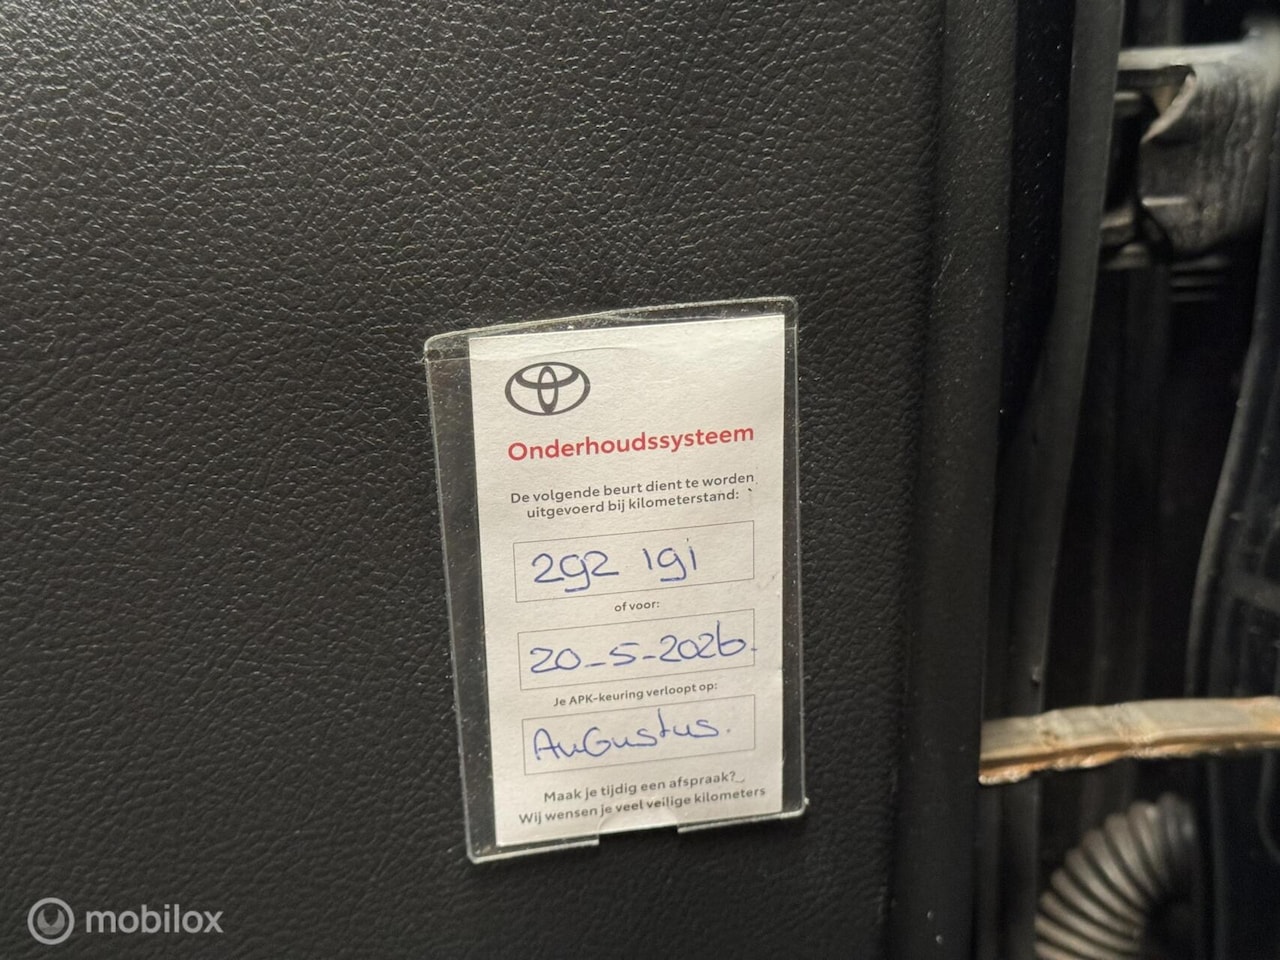 Onderhoudssysteem
De volgende beurt dient te worden
uitgevoerd bij kilometerstand:
292 191
of voor:
20-5-2026.
Je APK-keuring verloopt op:
AuGustus.
Maak je tijdig een afspraak?
Wij wensen je veel veilige kilometers
mobilox